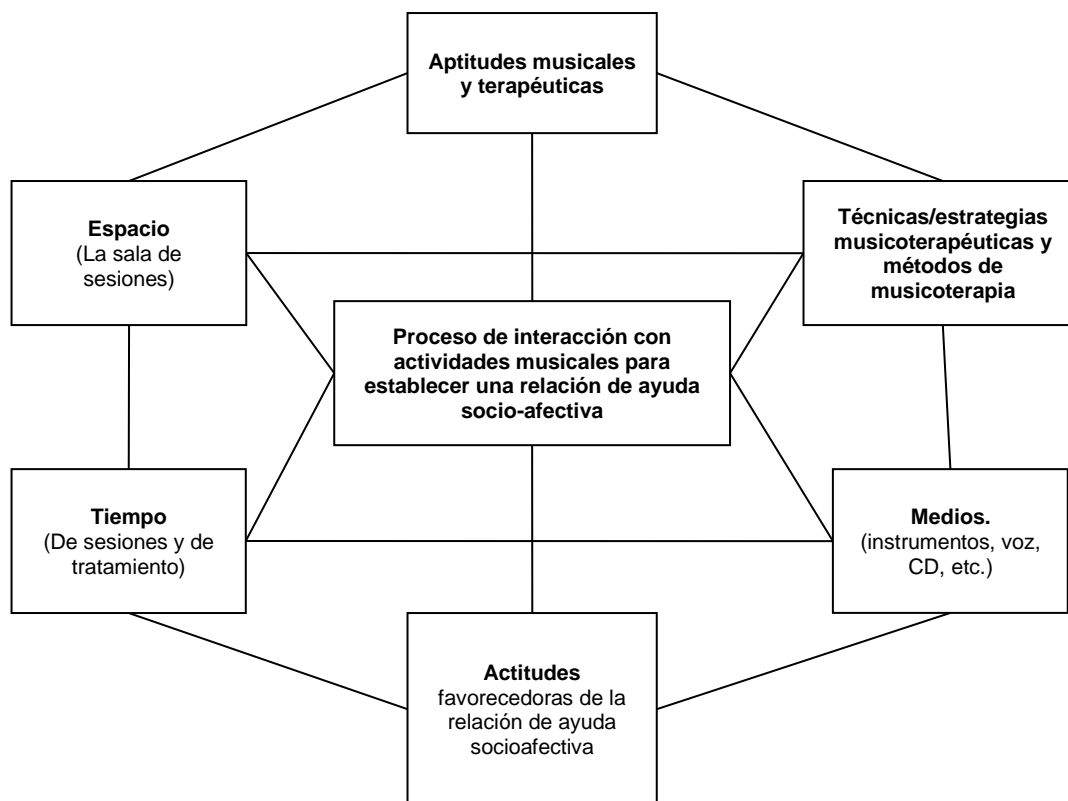 Aptitudes musicales
y terapéuticas
Espacio
(La sala de
sesiones)
Técnicas/estrategias
musicoterapéuticas y
métodos de
musicoterapia
Proceso de interacción con
actividades musicales para
establecer una relación de ayuda
socio-afectiva
Tiempo
(De sesiones y de
tratamiento)
Medios.
(instrumentos, voz,
CD, etc.)
Actitudes
favorecedoras de la
relación de ayuda
socioafectiva